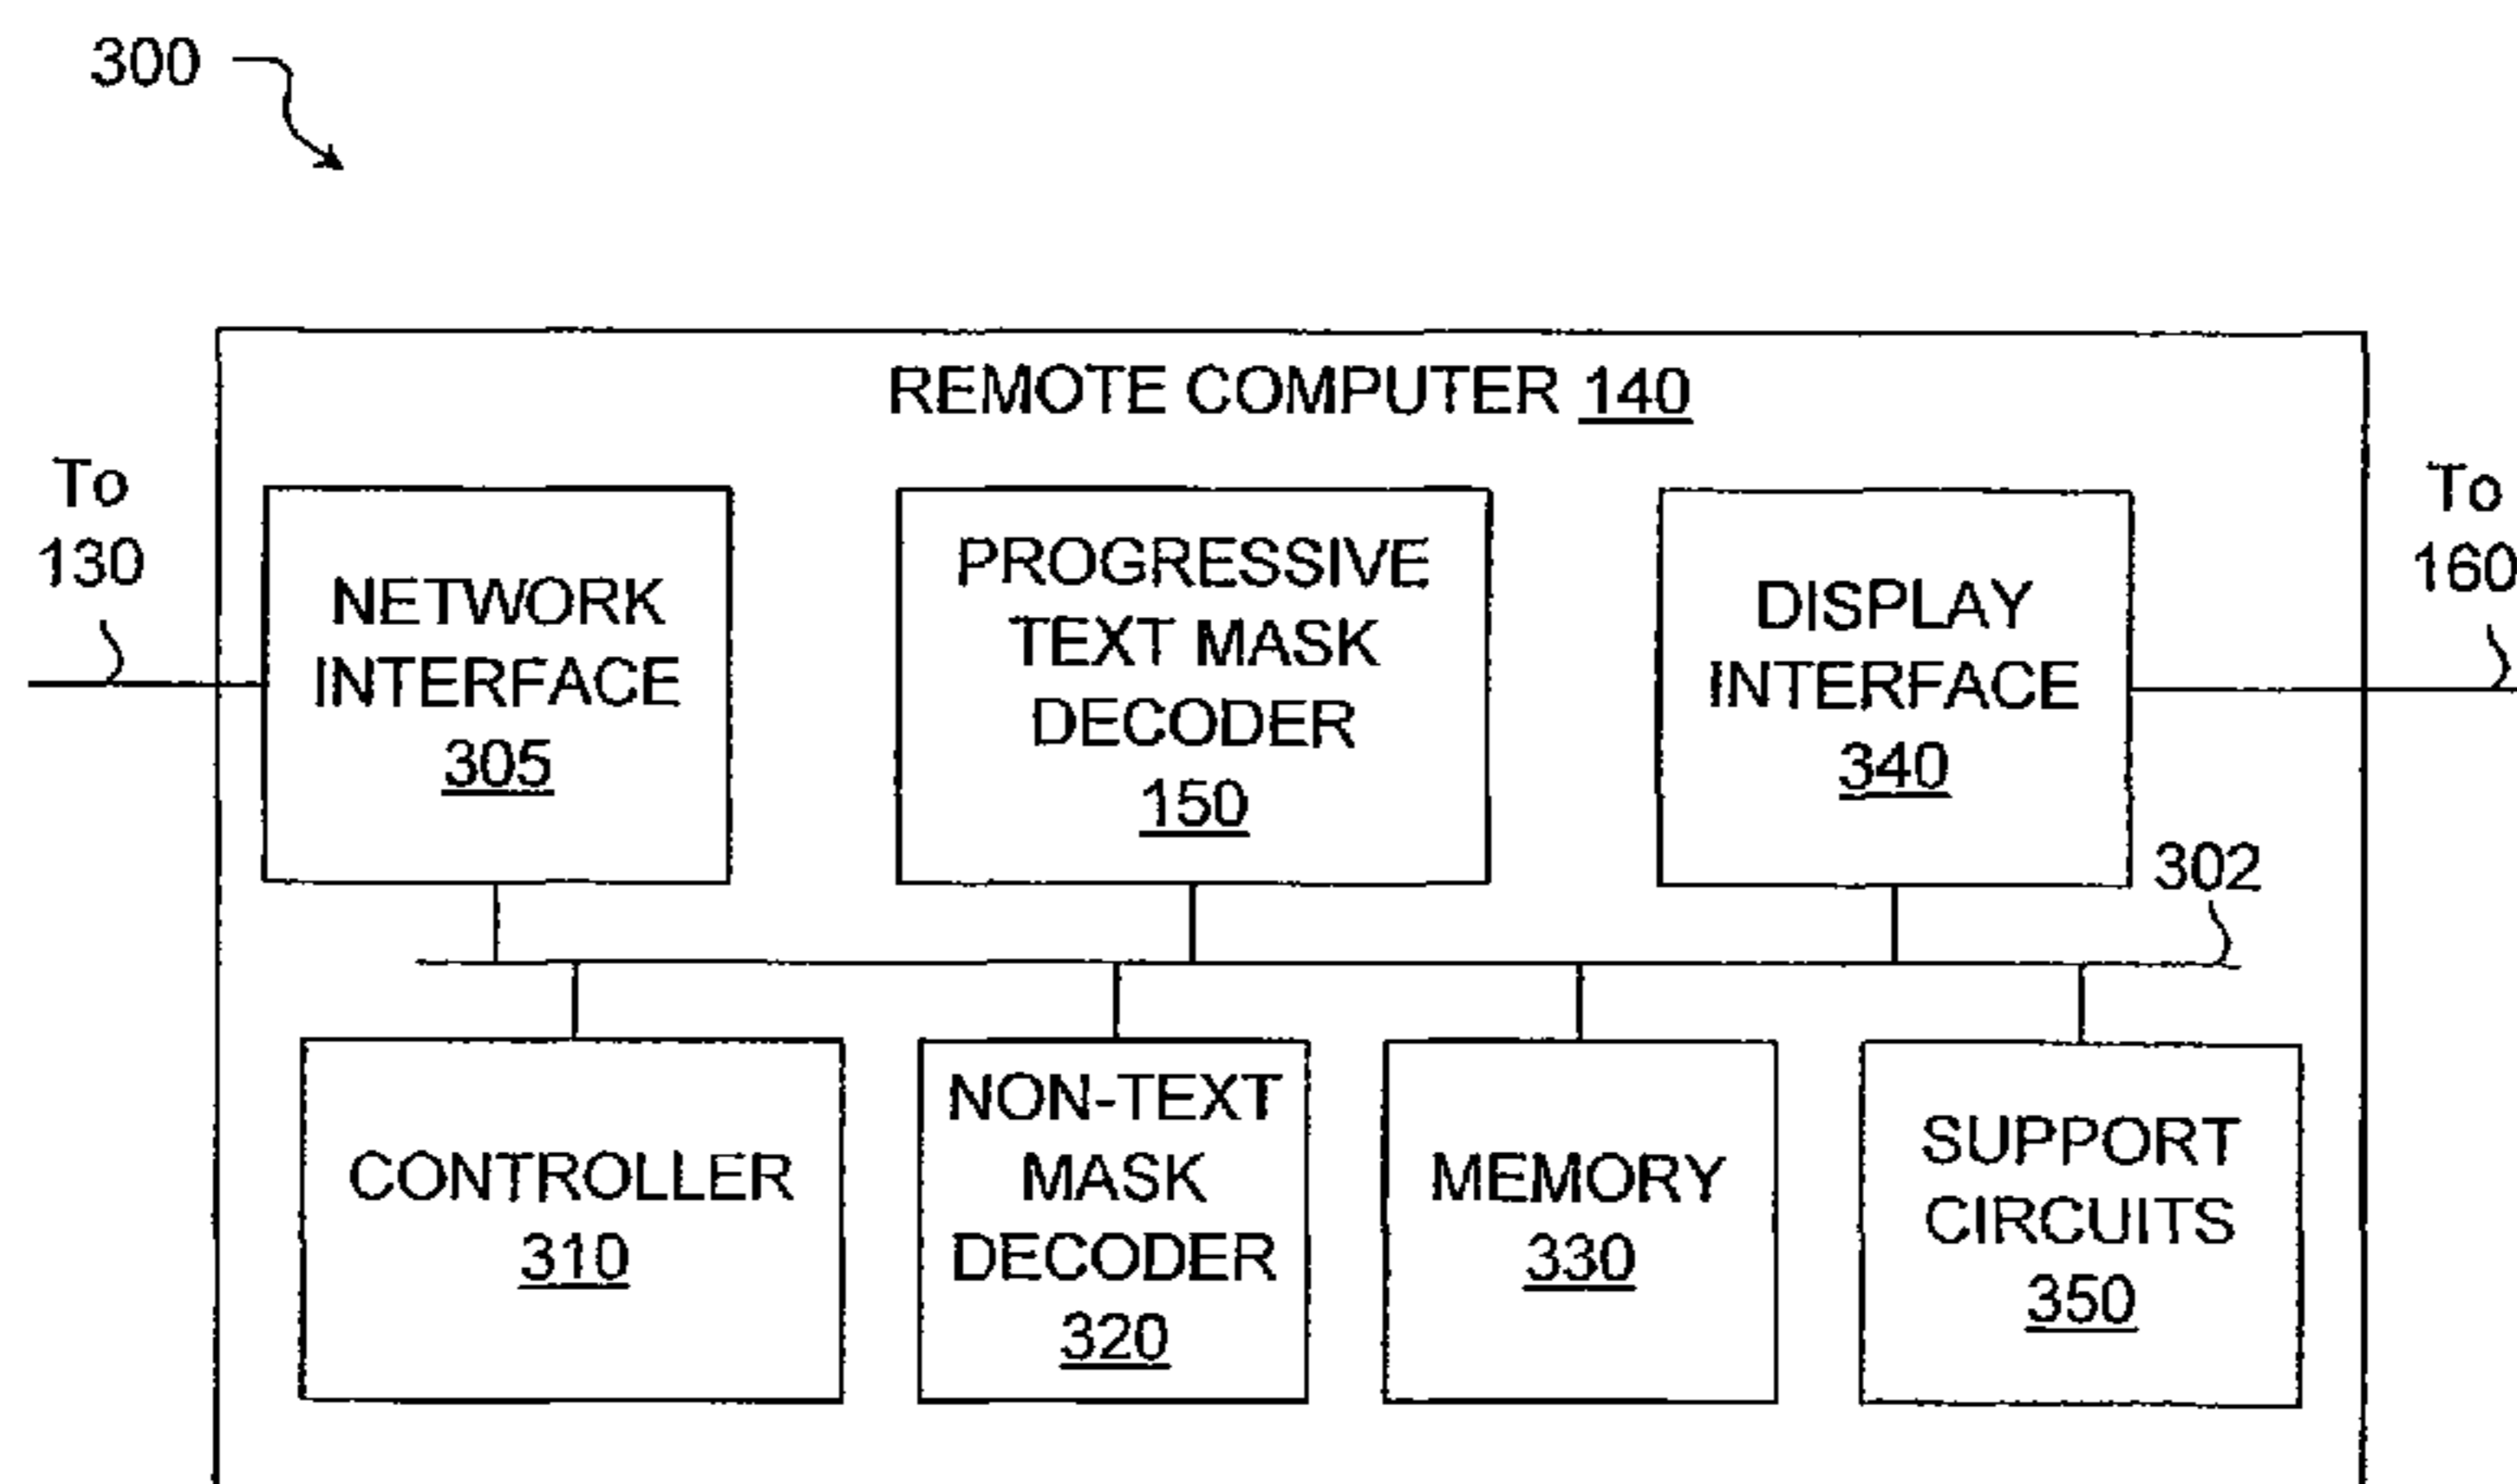 300
REMOTE COMPUTER 140
To
130
NETWORK
INTERFACE
305
PROGRESSIVE
TEXT MASK
DECODER
150
DISPLAY
INTERFACE
340
To
160
302
CONTROLLER
310
NON-TEXT
MASK
DECODER
320
MEMORY
330
SUPPORT
CIRCUITS
350